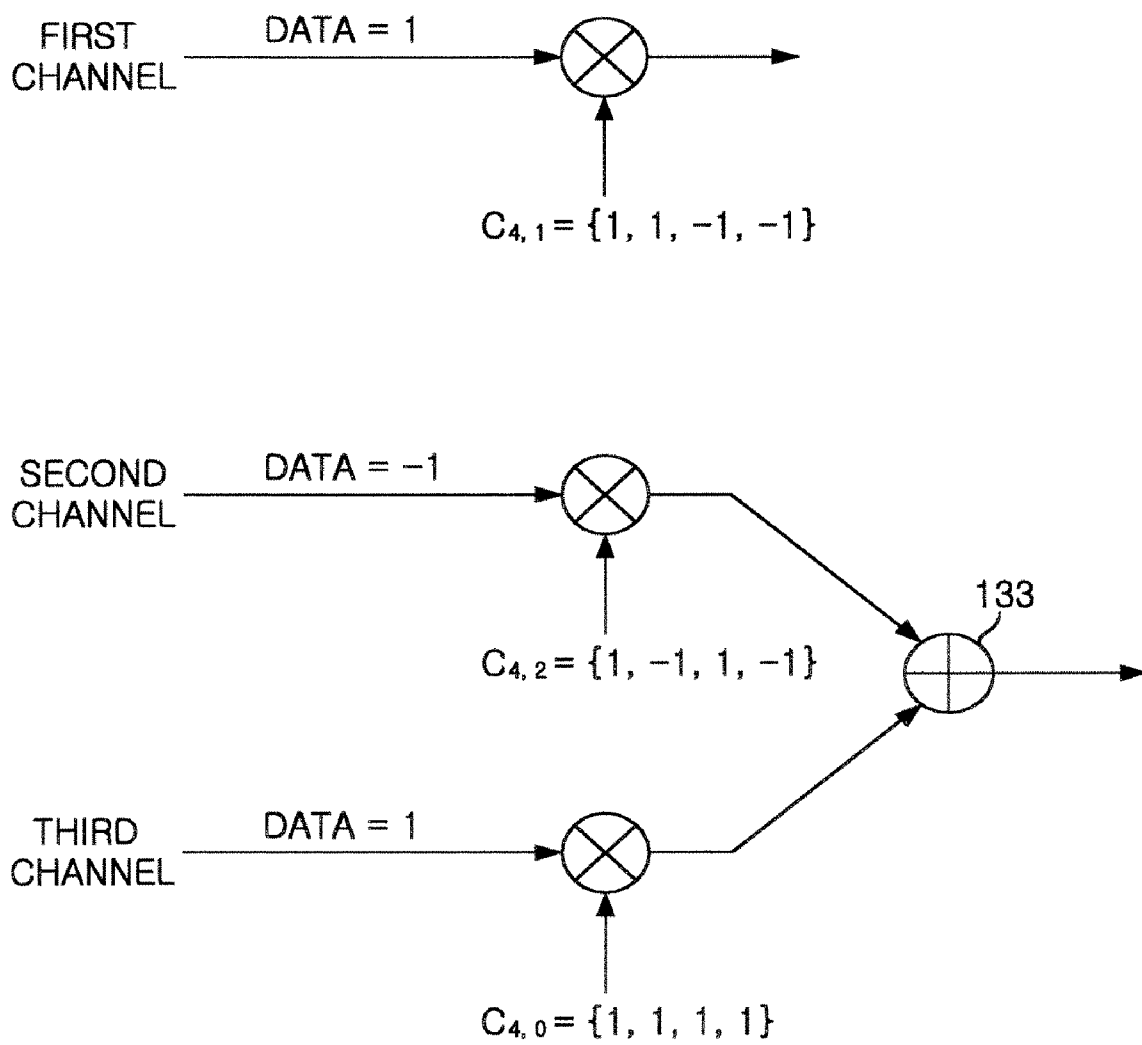 FIRST
CHANNEL
DATA = 1
C4, 1 = {1, 1, −1, −1}
SECOND
CHANNEL
DATA = −1
C4, 2 = {1, −1, 1, −1}
133
THIRD
CHANNEL
DATA = 1
C4, 0 = {1, 1, 1, 1}